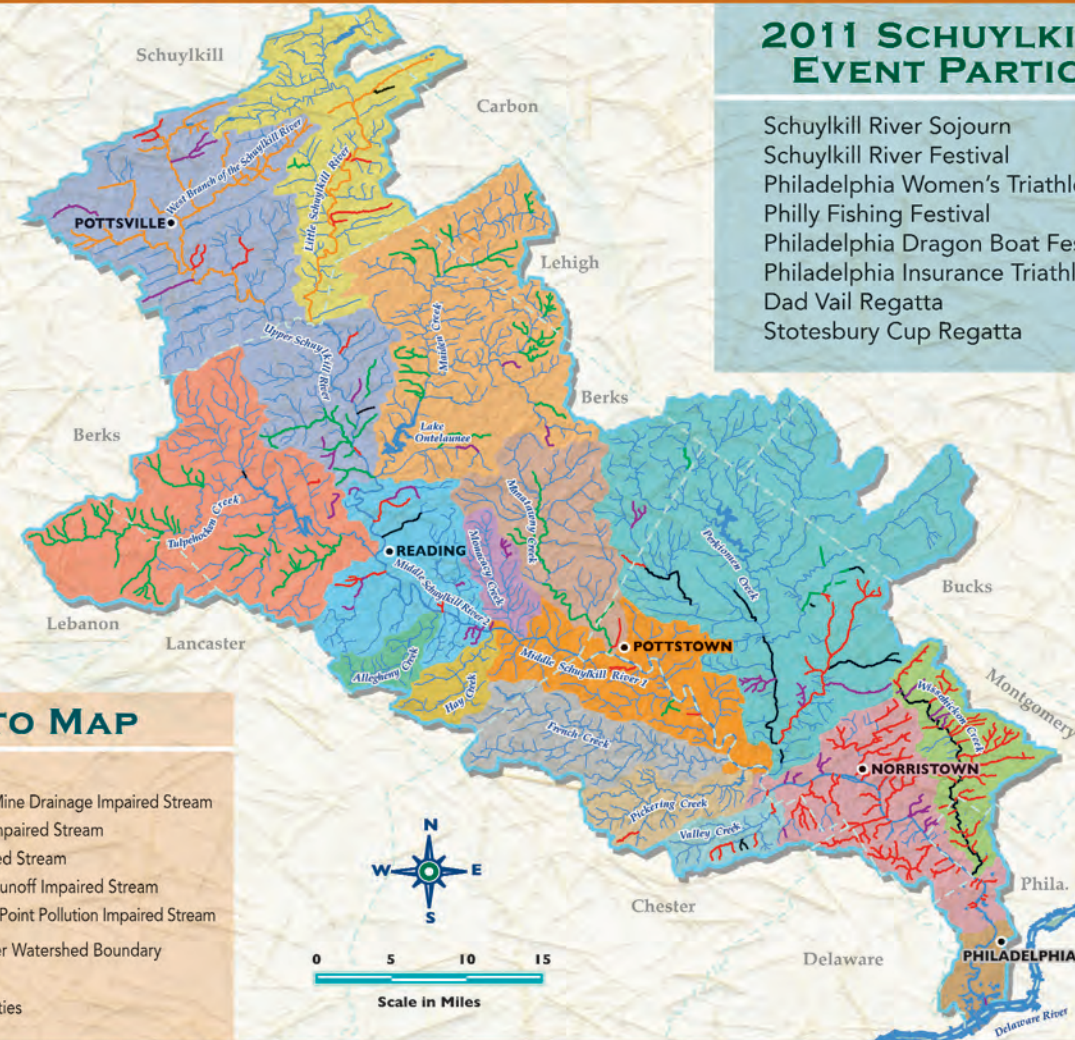 2011 SCHUYLKI
EVENT PARTIC
Schuylkill River Sojourn
Schuylkill River Festival
Philadelphia Women's Triathl
Philly Fishing Festival
Philadelphia Dragon Boat Fes
Philadelphia Insurance Triathl
Dad Vail Regatta
Stotesbury Cup Regatta
Schuylkill
Carbon
West Branch of the Schuylkill River
Little Schuylkill River
POTTSVILLE
Lehigh
Maiden Creek
Upper Schuylkill River
Berks
Berks
Lake
Ontelaunee
Manatawny Creek
Tulpehocken Creek
READING
Monacacy Creek
Middle Schuylkill River 2
Perkiomen Creek
Bucks
Lebanon
Lancaster
POTTSTOWN
Middle Schuylkill River 1
Allegheny Creek
Hay Creek
Wissahickon Creek
Montgomery
French Creek
NORRISTOWN
Pickering Creek
Valley Creek
Chester
Phila.
Delaware
PHILADELPHIA
Delaware River
TO MAP
Mine Drainage Impaired Stream
mpaired Stream
ed Stream
unoff Impaired Stream
Point Pollution Impaired Stream
er Watershed Boundary
ties
N
W E
S
0 5 10 15
Scale in Miles